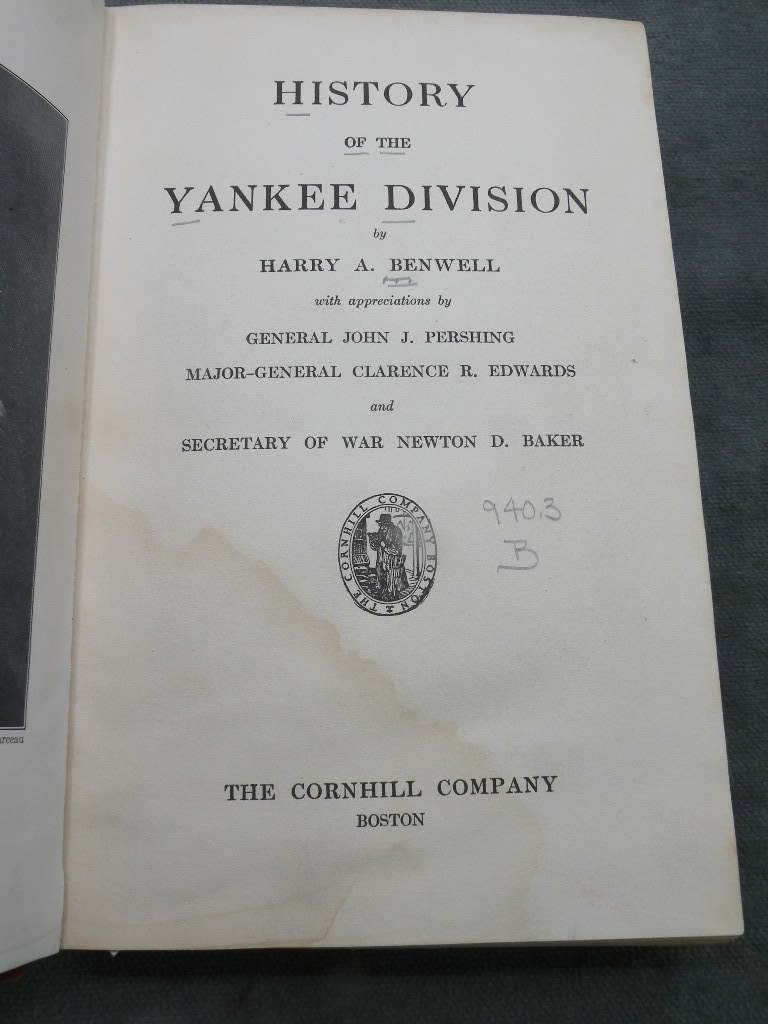 HISTORY
OF THE
YANKEE DIVISION
by
HARRY A. BENWELL
with appreciations by
GENERAL JOHN J. PERSHING
MAJOR-GENERAL CLARENCE R. EDWARDS
and
SECRETARY OF WAR NEWTON D. BAKER
940.3
B
THE CORNHILL COMPANY BOSTON
THE CORNHILL COMPANY
BOSTON